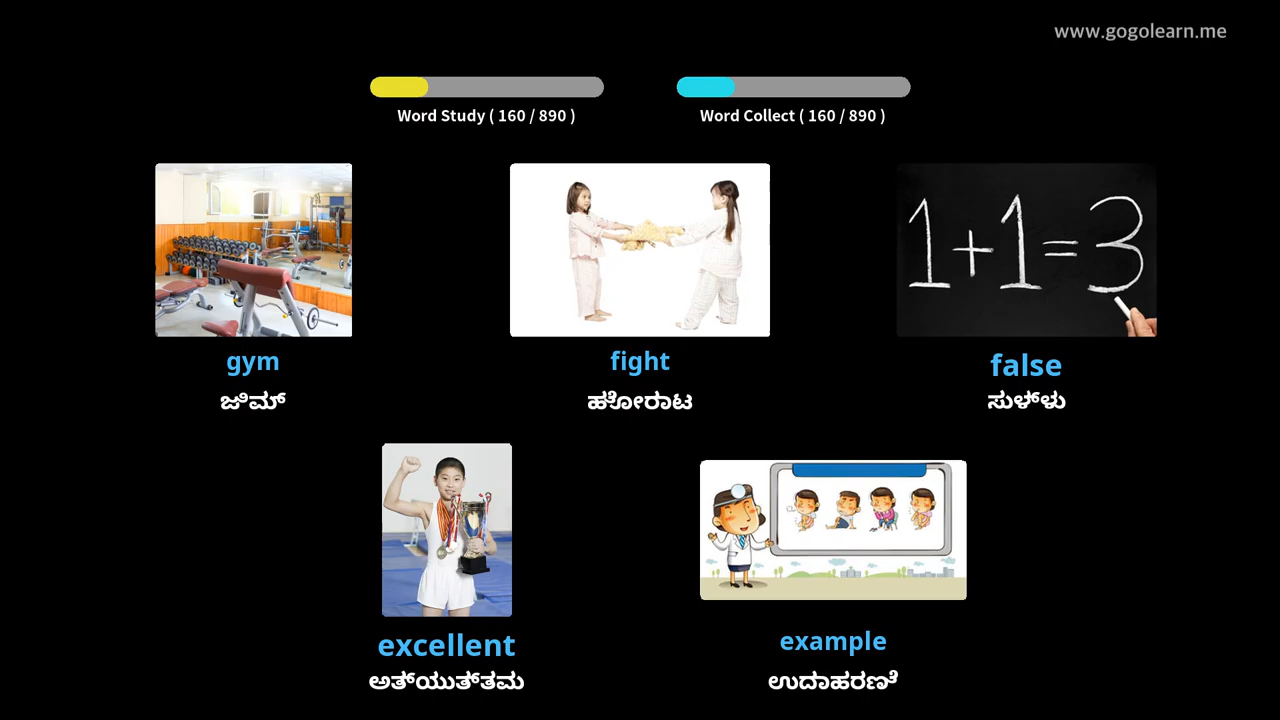 www.gogolearn.me
Word Study ( 160 / 890 )
Word Collect ( 160 / 890 )
1+1=3
gym
fight
false
ಜಿಮ್
ಹೋರಾಟ
ಸುಳ್ಳು
excellent
example
ಅತ್ಯುತ್ತಮ
ಉದಾಹರಣೆ